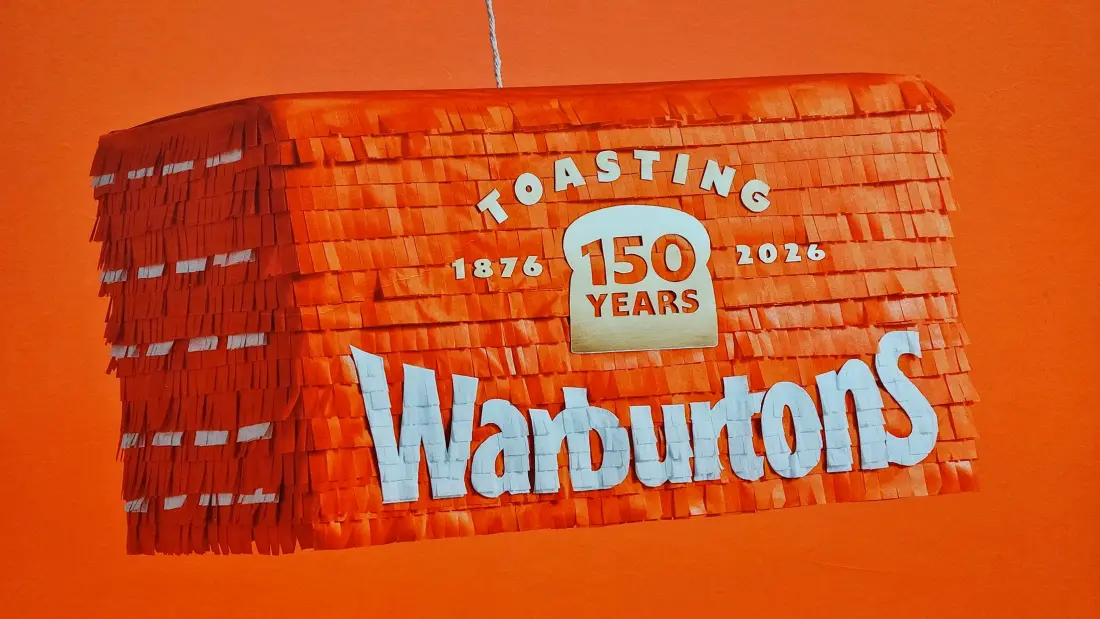 TOASTING
1876 150 2026
YEARS
Warburtons